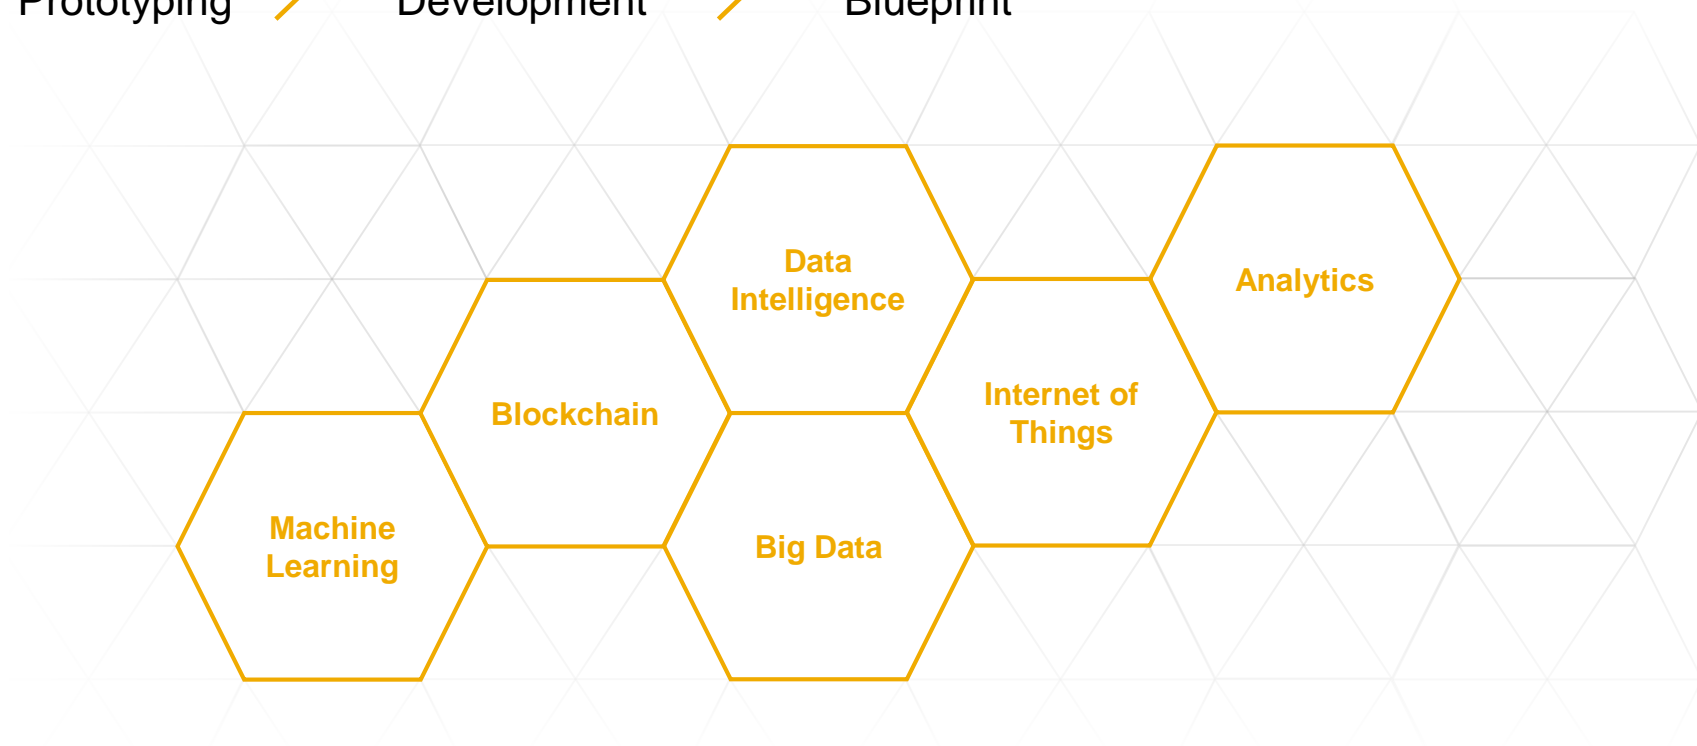 Prototyping Development Blueprint
Data
Intelligence
Analytics
Internet of
Things
Blockchain
Machine
Learning
Big Data